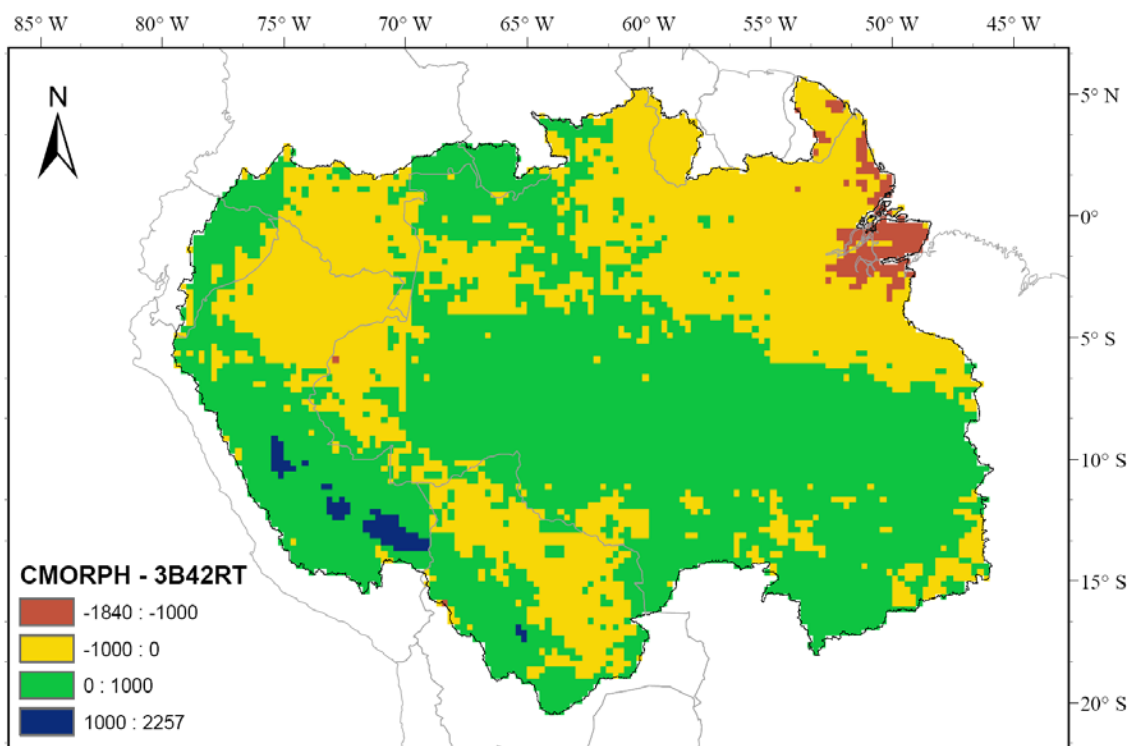 85° W 80° W 75° W 70° W 65° W 60° W 55° W 50° W 45° W
N
5° N
0°
5° S
10° S
15° S
20° S
CMORPH - 3B42RT
-1840 : -1000
-1000 : 0
0 : 1000
1000 : 2257